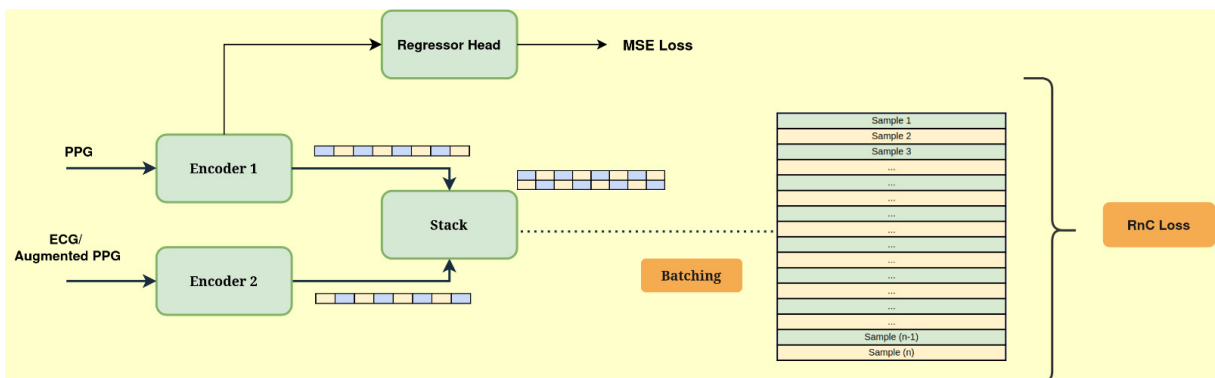 Regressor Head
MSE Loss
PPG
Encoder 1
ECG/
Augmented PPG
Encoder 2
Stack
Batching
Sample 1
Sample 2
Sample 3
...
...
...
...
...
...
...
...
...
...
...
Sample (n-1)
Sample (n)
RnC Loss